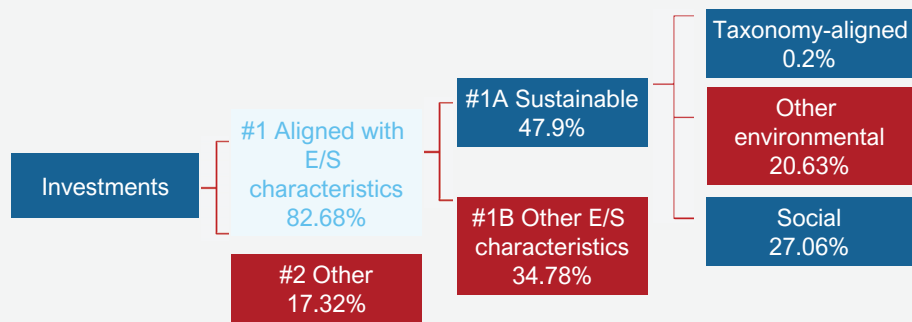 Investments
#1 Aligned with
E/S
characteristics
82.68%
#2 Other
17.32%
#1A Sustainable
47.9%
#1B Other E/S
characteristics
34.78%
Taxonomy-aligned
0.2%
Other
environmental
20.63%
Social
27.06%